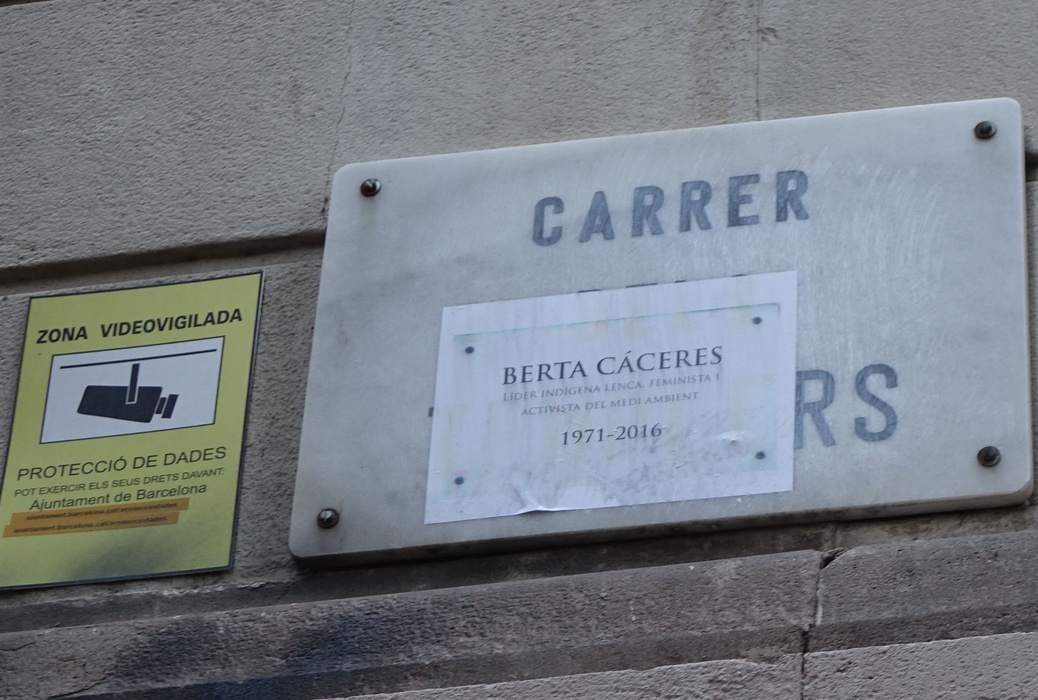 ZONA VIDEOVIGILADA
PROTECCIÓ DE DADES
POT EXERCIR ELS SEUS DRETS DAVANT:
Ajuntament de Barcelona
CARRER
BERTA CÁCERES
LÍDER INDÍGENA LENCA, FEMINISTA I
ACTIVISTA DEL MEDI AMBIENT
1971-2016
RS